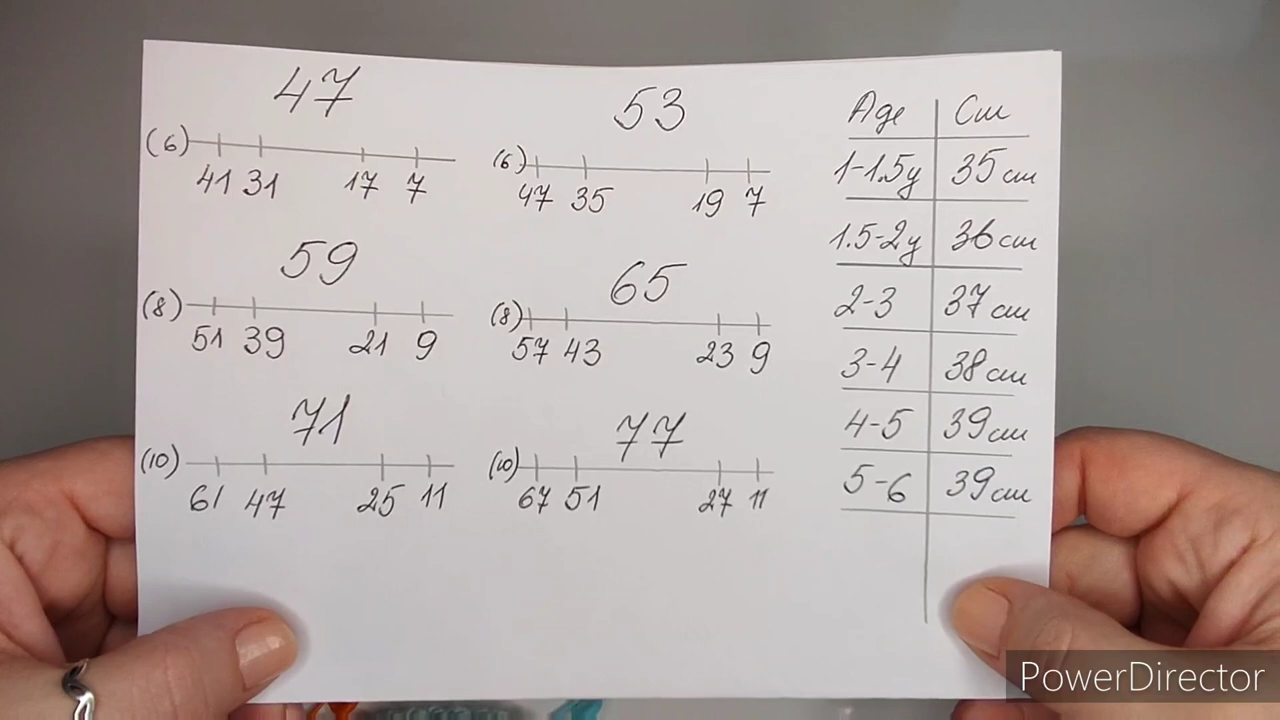 47
(6) 41 31 17 7
53
(6) 47 35 19 7
59
(8) 51 39 21 9
65
(8) 57 43 23 9
71
(10) 61 47 25 11
77
(10) 67 51 27 11
Age Cm
1-1.5y 35 cm
1.5-2y 36 cm
2-3 37 cm
3-4 38 cm
4-5 39 cm
5-6 39 cm
PowerDirector